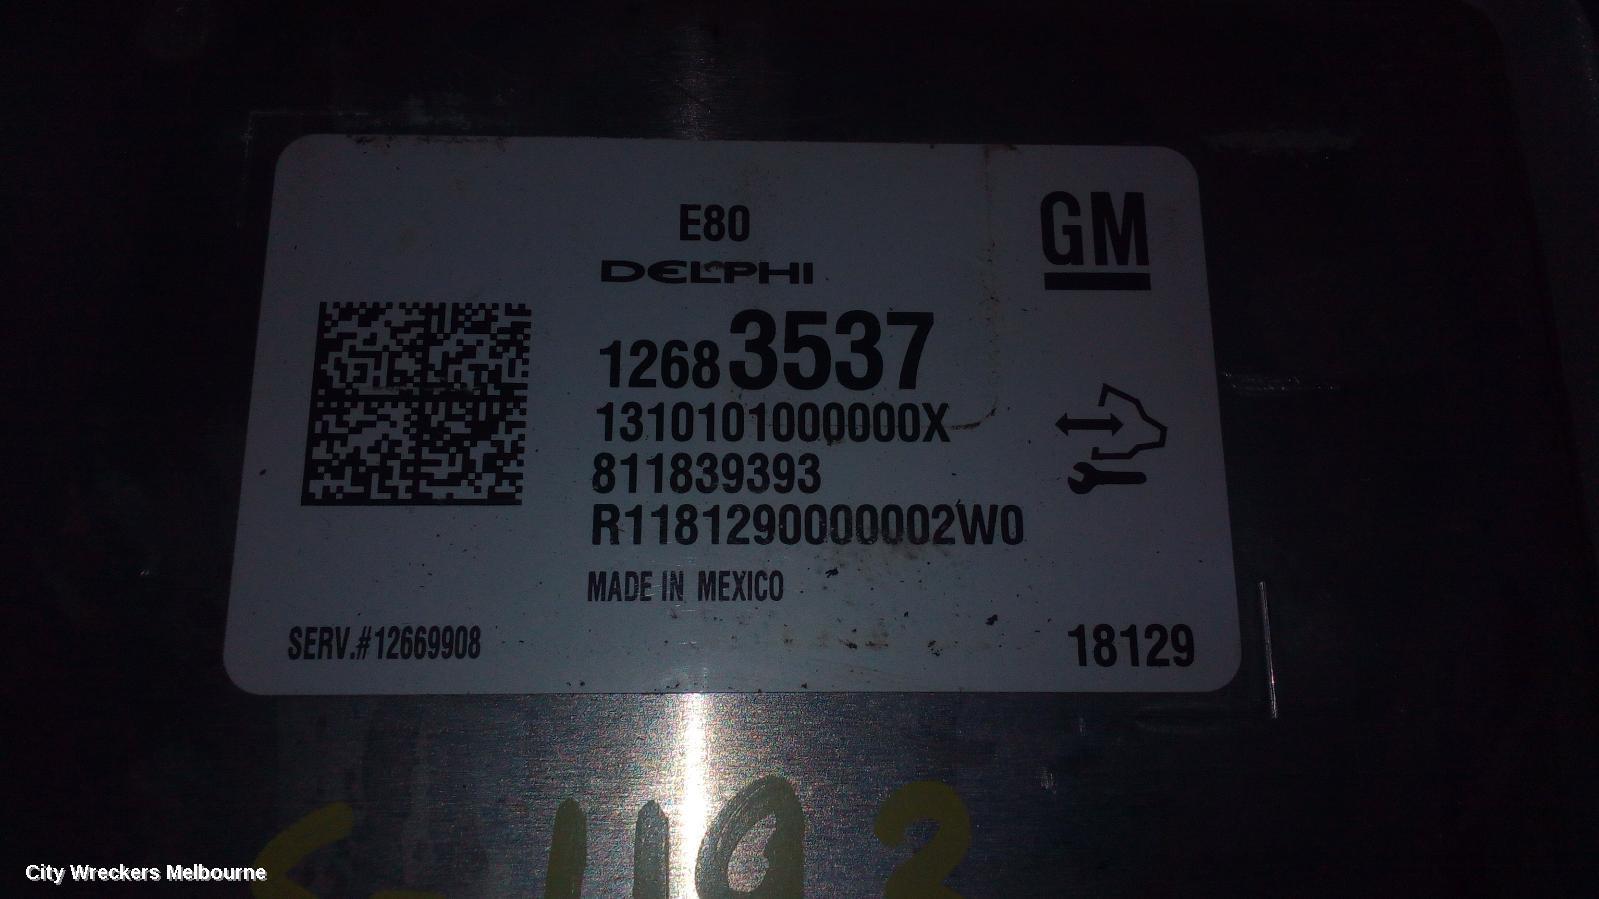 E80
GM
DELPHI
12683537
1310101000000X
811839393
R1181290000002W0
MADE IN MEXICO
SERV.#12669908
18129
City Wreckers Melbourne